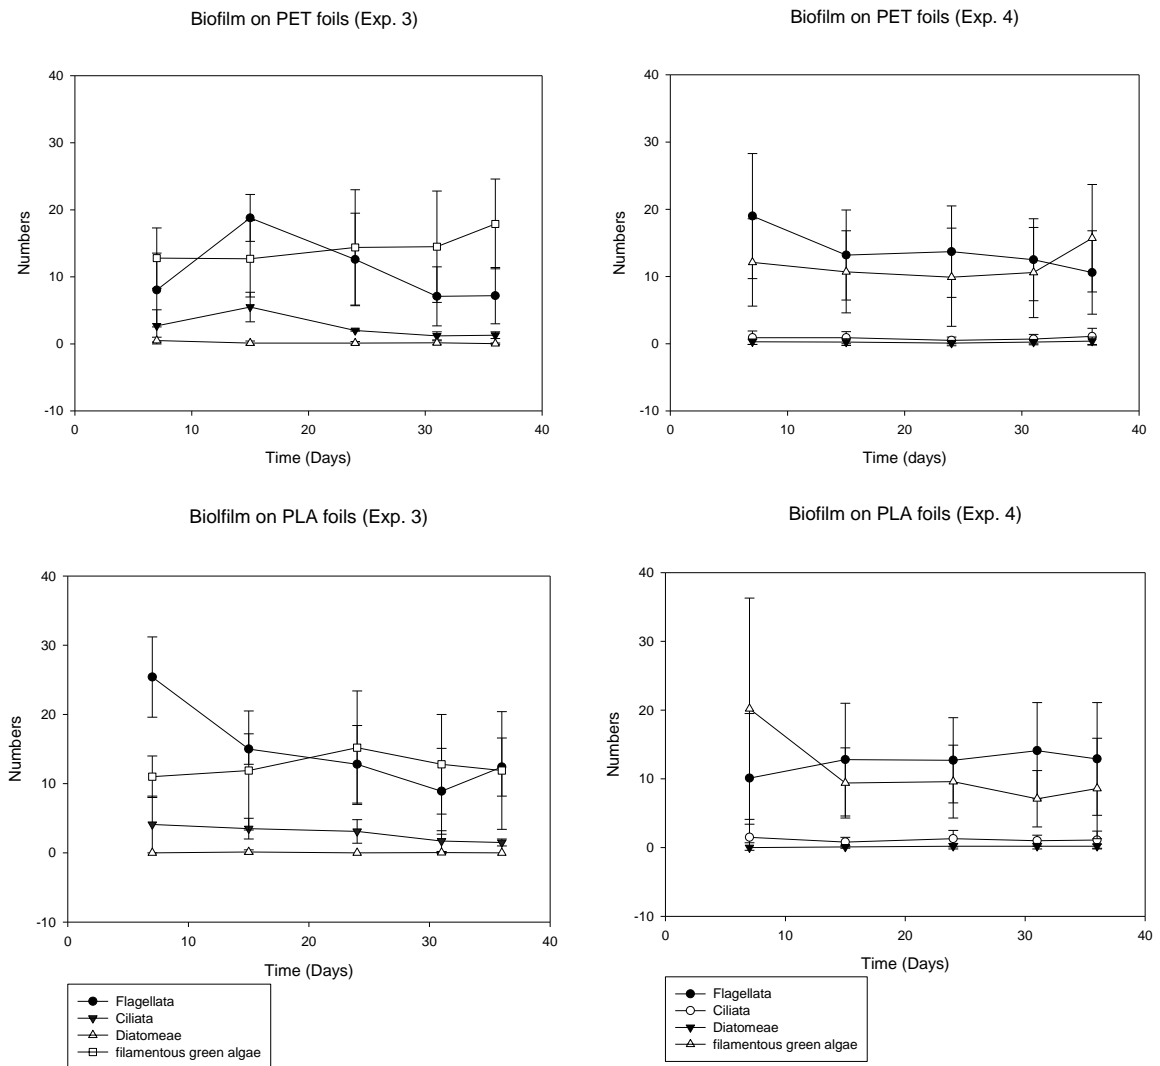 Biofilm on PET foils (Exp. 3)
40
30
20
10
0
-10
Numbers
0 10 20 30 40
Time (Days)
Biofilm on PET foils (Exp. 4)
40
30
20
10
0
-10
Numbers
0 10 20 30 40
Time (days)
Biolfilm on PLA foils (Exp. 3)
40
30
20
10
0
-10
Numbers
0 10 20 30 40
Time (Days)
Flagellata
Ciliata
Diatomeae
filamentous green algae
Biofilm on PLA foils (Exp. 4)
40
30
20
10
0
-10
Numbers
0 10 20 30 40
Time (Days)
Flagellata
Ciliata
Diatomeae
filamentous green algae